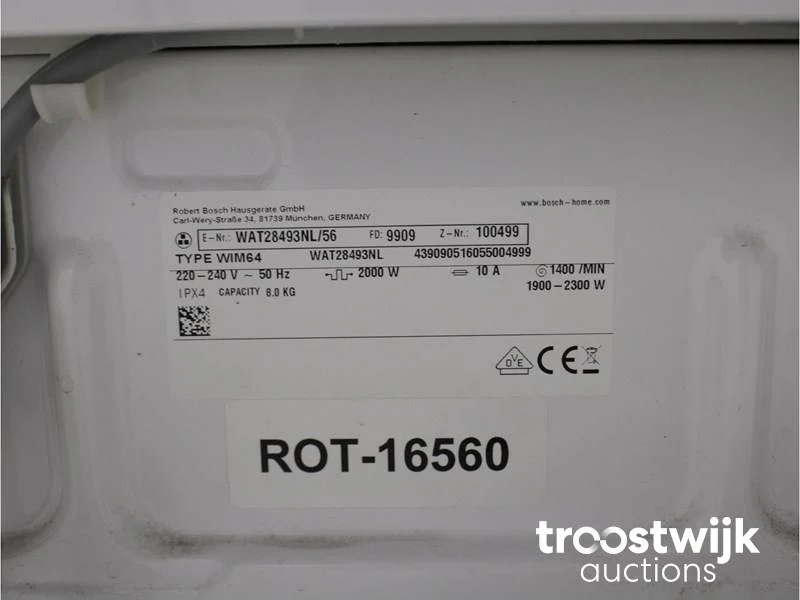 Robert Bosch Hausgeräte GmbH
Carl-Wery-Straße 34, 81739 München, GERMANY
www.bosch-home.com
E-Nr.: WAT28493NL/56 FD: 9909 Z-Nr.: 100499
TYPE WIM64 WAT28493NL 439090516055004999
220-240 V ~ 50 Hz 2000 W 10 A 1400 /MIN
IPX4 CAPACITY 8.0 KG 1900-2300 W
DVE CE
ROT-16560
troostwijk
auctions